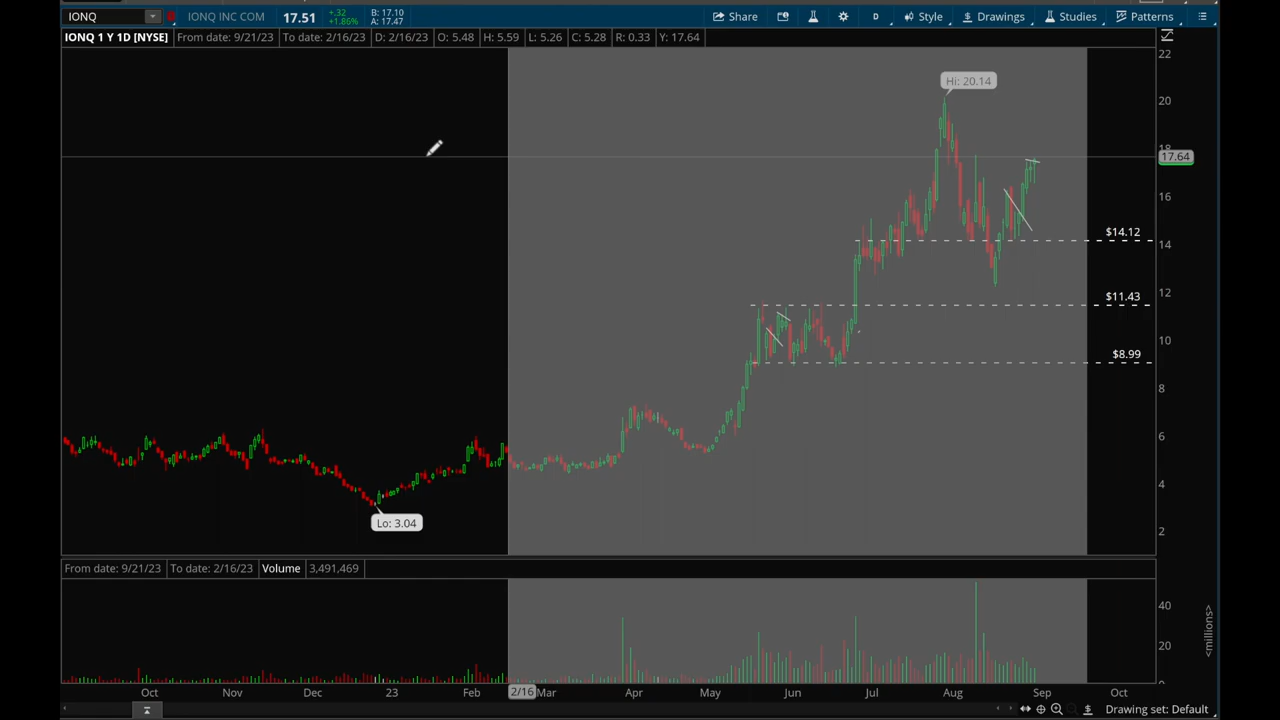 IONQ IONQ INC COM 17.51 +.32 +1.86% B: 17.10 A: 17.47 Share D Style Drawings Studies Patterns
IONQ 1 Y 1D [NYSE] From date: 9/21/23 To date: 2/16/23 D: 2/16/23 O: 5.48 H: 5.59 L: 5.26 C: 5.28 R: 0.33 Y: 17.64
22
Hi: 20.14
20
18
17.64
16
$14.12
14
$11.43
12
10
$8.99
8
6
4
Lo: 3.04
2
From date: 9/21/23 To date: 2/16/23 Volume 3,491,469
40
20
0
<millions>
Oct Nov Dec 23 Feb 2/16 Mar Apr May Jun Jul Aug Sep Oct
Drawing set: Default